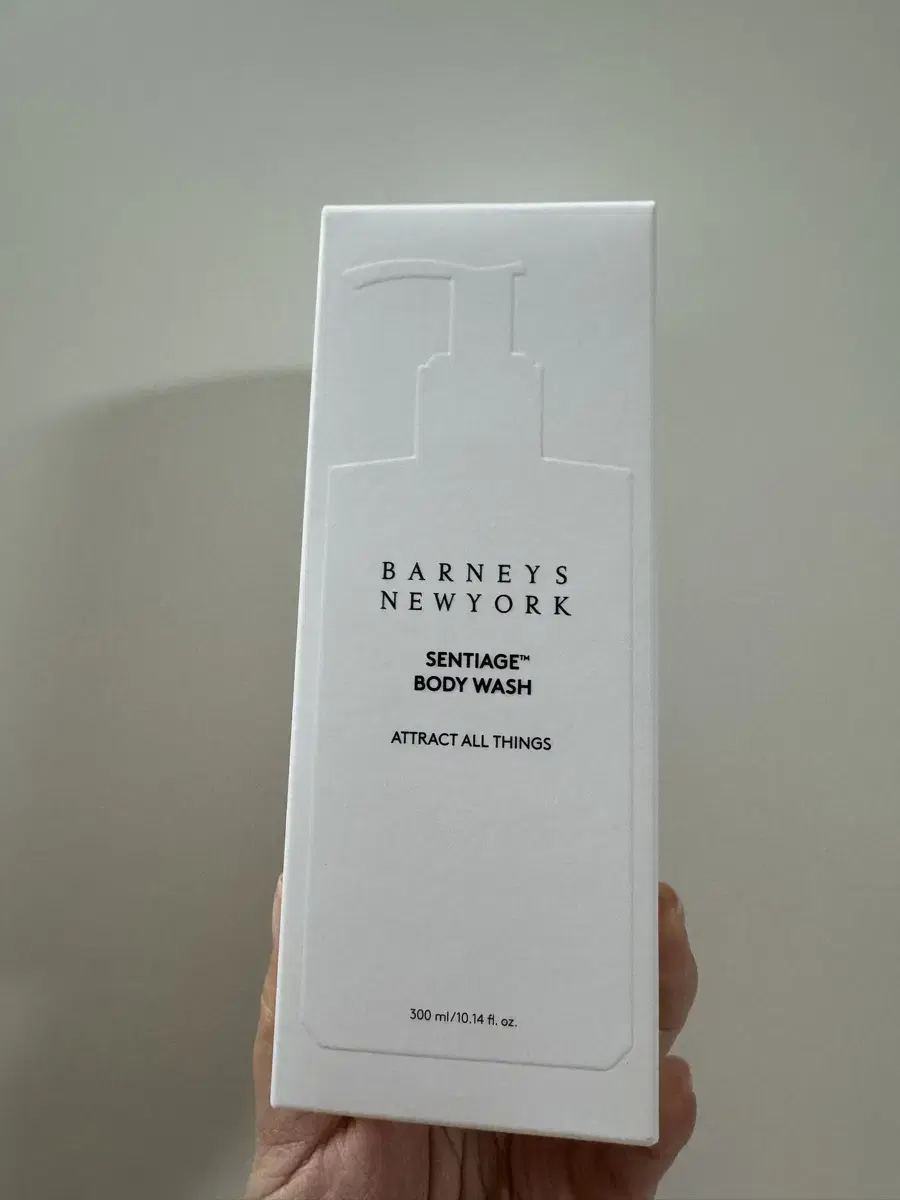 BARNEYS
NEWYORK
SENTIAGE™
BODY WASH
ATTRACT ALL THINGS
300 ml/10.14 fl. oz.